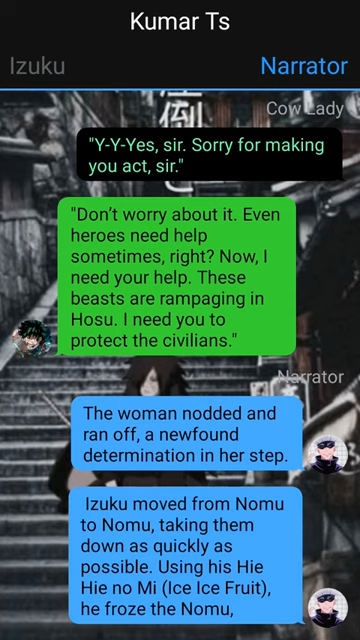 Kumar Ts
Izuku
Narrator
Cow Lady
"Y-Y-Yes, sir. Sorry for making
you act, sir."
"Don't worry about it. Even
heroes need help
sometimes, right? Now, I
need your help. These
beasts are rampaging in
Hosu. I need you to
protect the civilians."
Narrator
The woman nodded and
ran off, a newfound
determination in her step.
Izuku moved from Nomu
to Nomu, taking them
down as quickly as
possible. Using his Hie
Hie no Mi (Ice Ice Fruit),
he froze the Nomu,